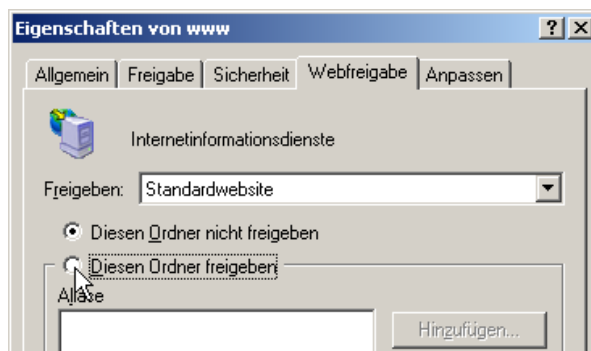 Eigenschaften von www
Allgemein Freigabe Sicherheit Webfreigabe Anpassen
Internetinformationsdienste
Freigeben: Standardwebsite
Diesen Ordner nicht freigeben
Diesen Ordner freigeben
Aliase
Hinzufügen...